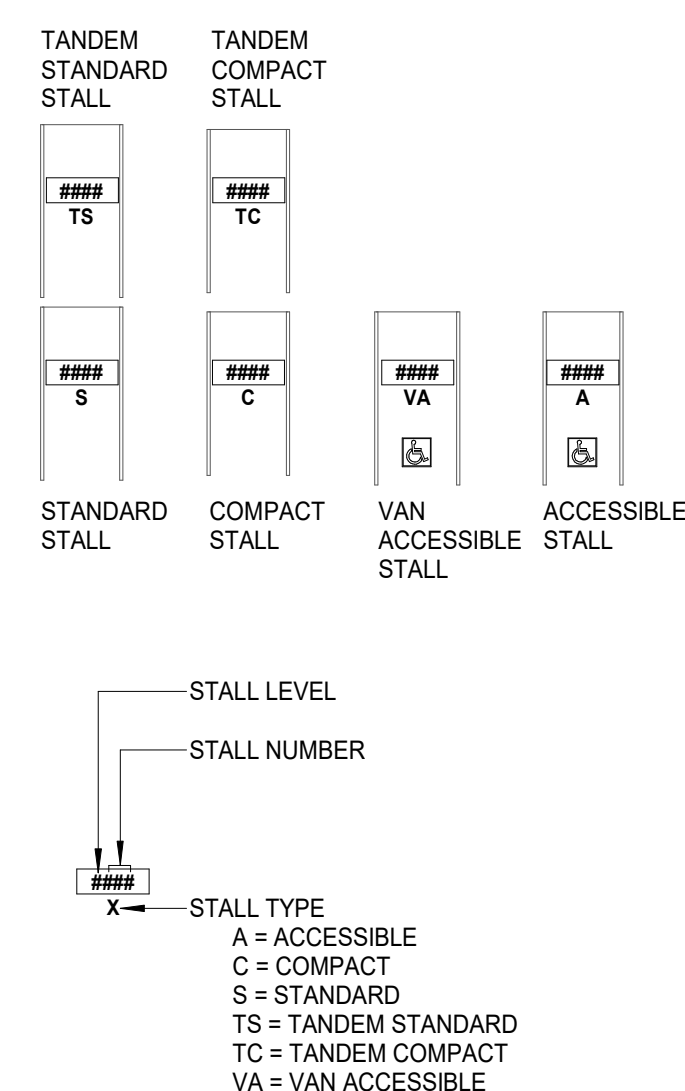 TANDEM
STANDARD
STALL
TANDEM
COMPACT
STALL
####
TS
####
TC
####
S
####
C
####
VA
####
A
STANDARD
STALL
COMPACT
STALL
VAN
ACCESSIBLE
STALL
ACCESSIBLE
STALL
STALL LEVEL
STALL NUMBER
####
X
STALL TYPE
A = ACCESSIBLE
C = COMPACT
S = STANDARD
TS = TANDEM STANDARD
TC = TANDEM COMPACT
VA = VAN ACCESSIBLE